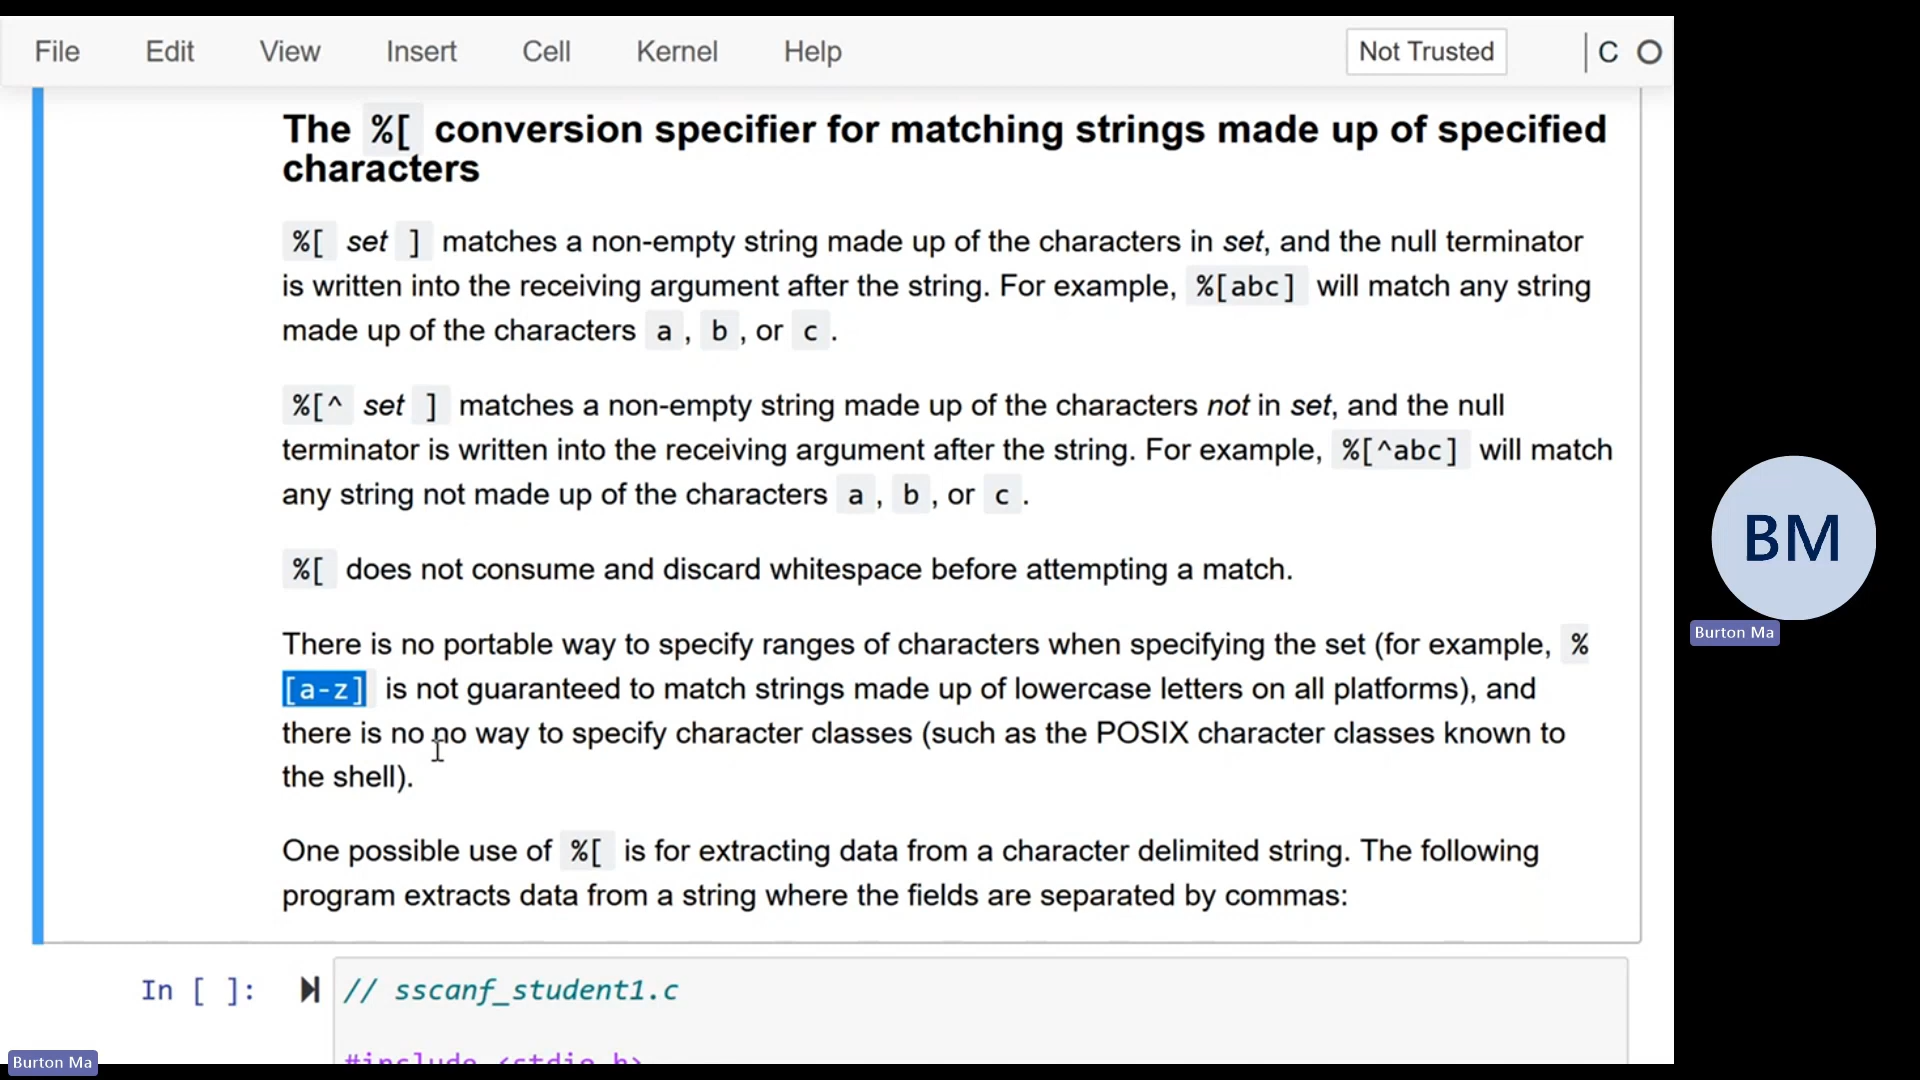 File Edit View Insert Cell Kernel Help Not Trusted C
The %[ conversion specifier for matching strings made up of specified
characters
%[ set ] matches a non-empty string made up of the characters in set, and the null terminator
is written into the receiving argument after the string. For example, %[abc] will match any string
made up of the characters a , b , or c .
%[^ set ] matches a non-empty string made up of the characters not in set, and the null
terminator is written into the receiving argument after the string. For example, %[^abc] will match
any string not made up of the characters a , b , or c .
%[ does not consume and discard whitespace before attempting a match.
There is no portable way to specify ranges of characters when specifying the set (for example, %
[a-z] is not guaranteed to match strings made up of lowercase letters on all platforms), and
there is no no way to specify character classes (such as the POSIX character classes known to
the shell).
One possible use of %[ is for extracting data from a character delimited string. The following
program extracts data from a string where the fields are separated by commas:
In [ ]: // sscanf_student1.c
#include <stdio.h>
BM
Burton Ma
Burton Ma